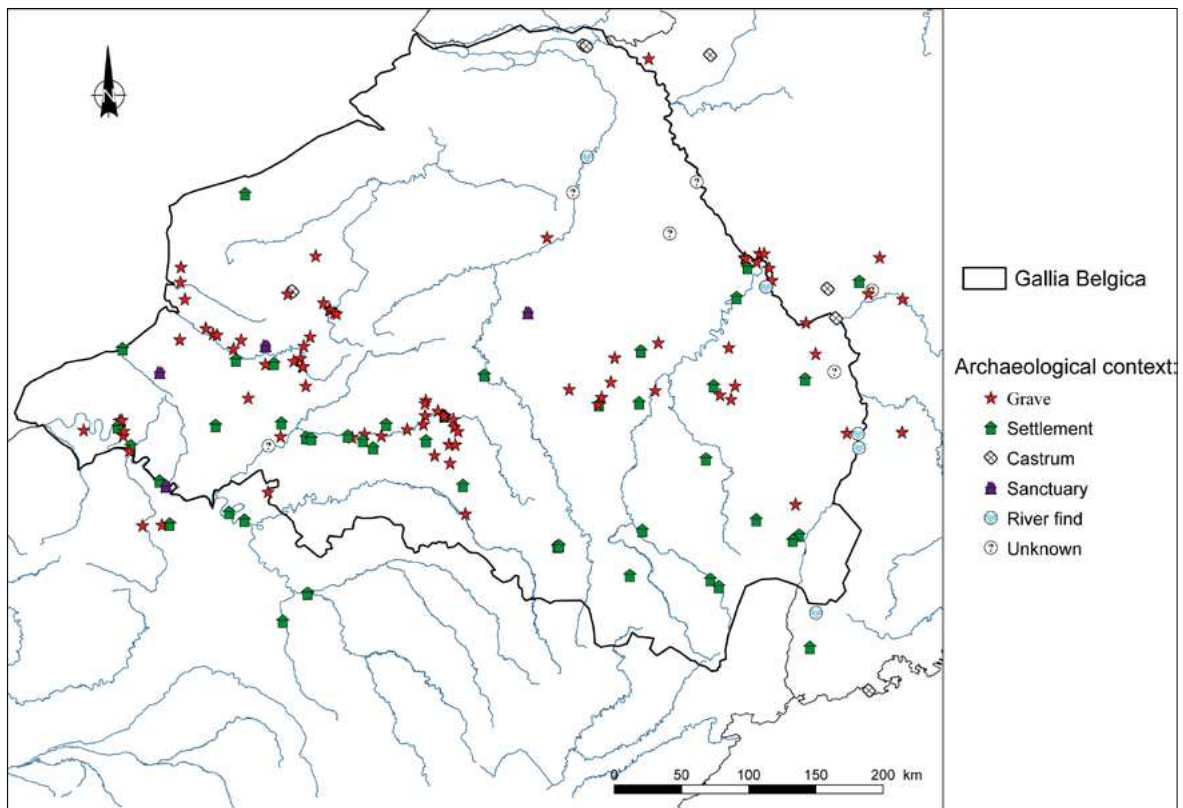 N
Gallia Belgica
Archaeological context:
Grave
Settlement
Castrum
Sanctuary
River find
? Unknown
0 50 100 150 200 km